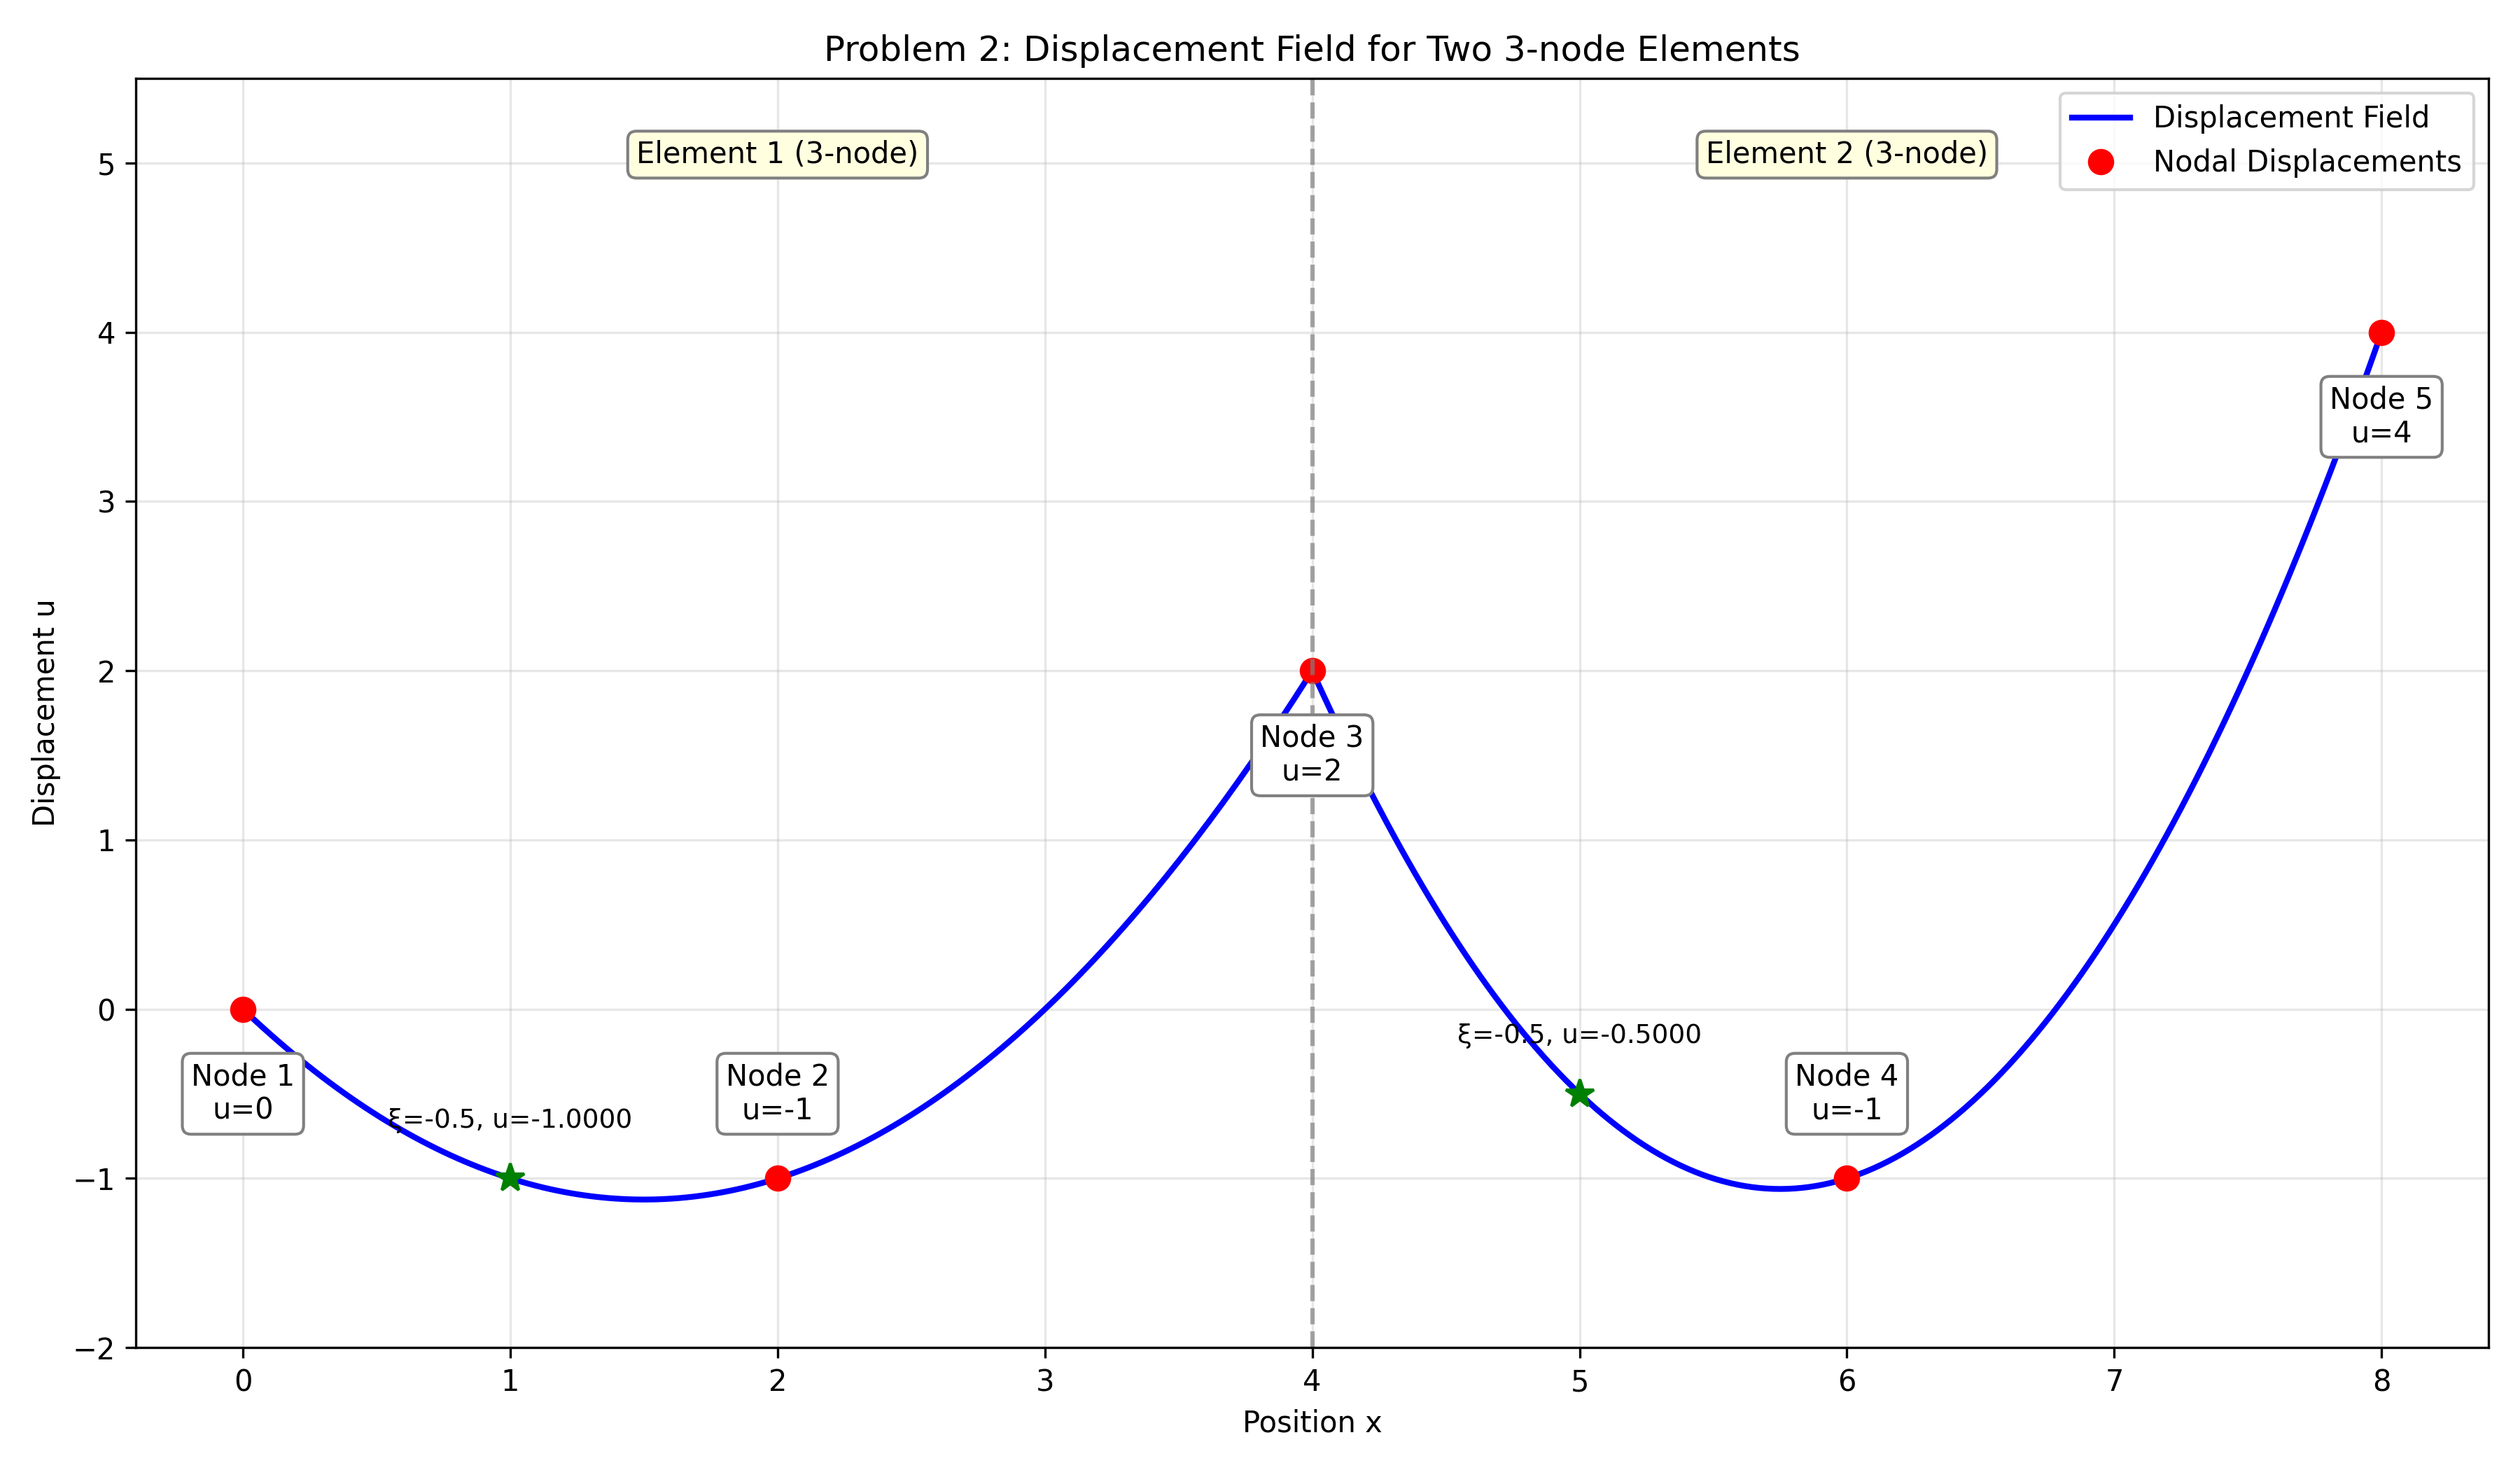 Problem 2: Displacement Field for Two 3-node Elements
Element 1 (3-node)
Element 2 (3-node)
Displacement Field
Nodal Displacements
Node 1
u=0
Node 2
u=-1
Node 3
u=2
Node 4
u=-1
Node 5
u=4
ξ=-0.5, u=-1.0000
ξ=-0.5, u=-0.5000
Displacement u
5
4
3
2
1
0
−1
−2
0 1 2 3 4 5 6 7 8
Position x